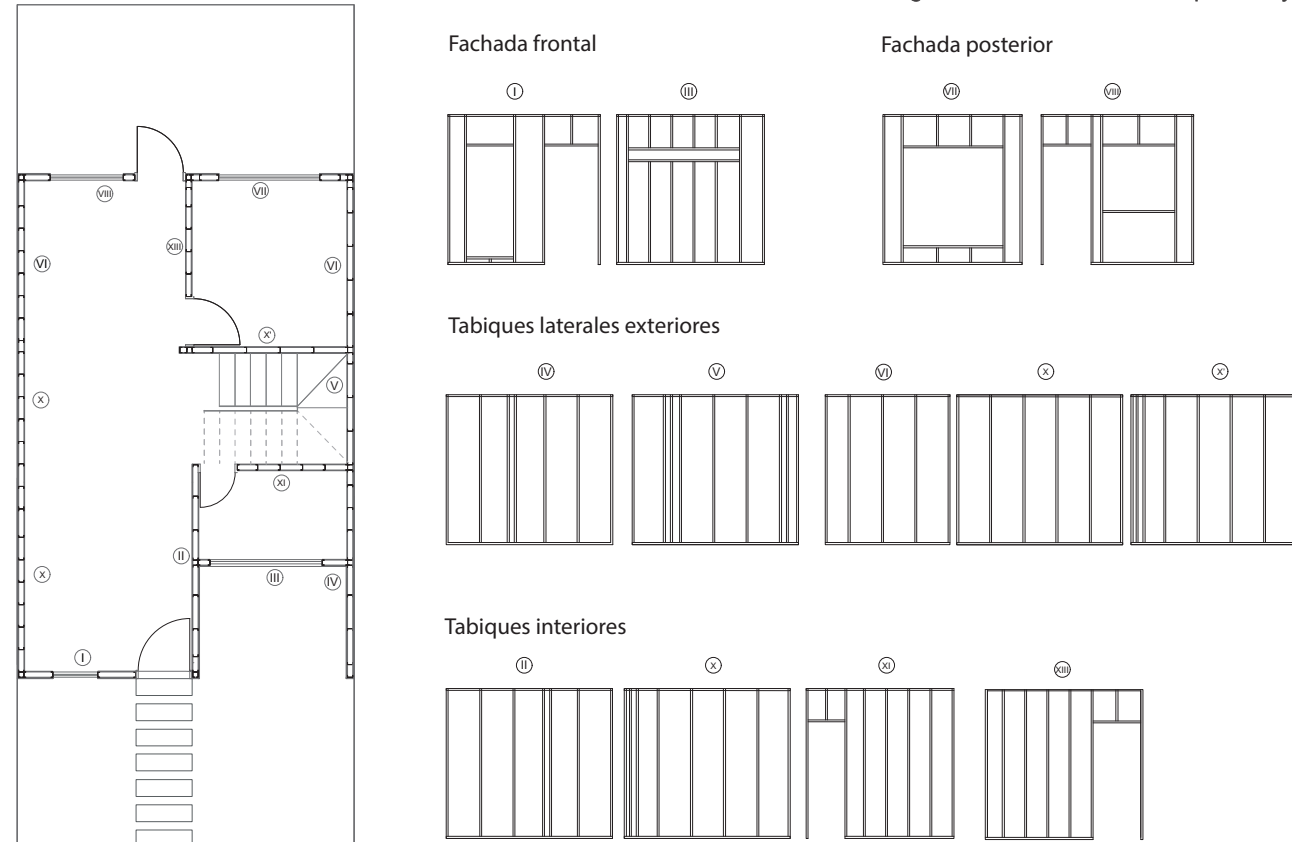 Fachada frontal
Fachada posterior
I
III
VII
VIII
Tabiques laterales exteriores
IV
V
VI
X
X'
Tabiques interiores
II
X
XI
XIII
VIII
VII
XIII
VI
VI
X'
X
V
XI
II
X
III
IV
I